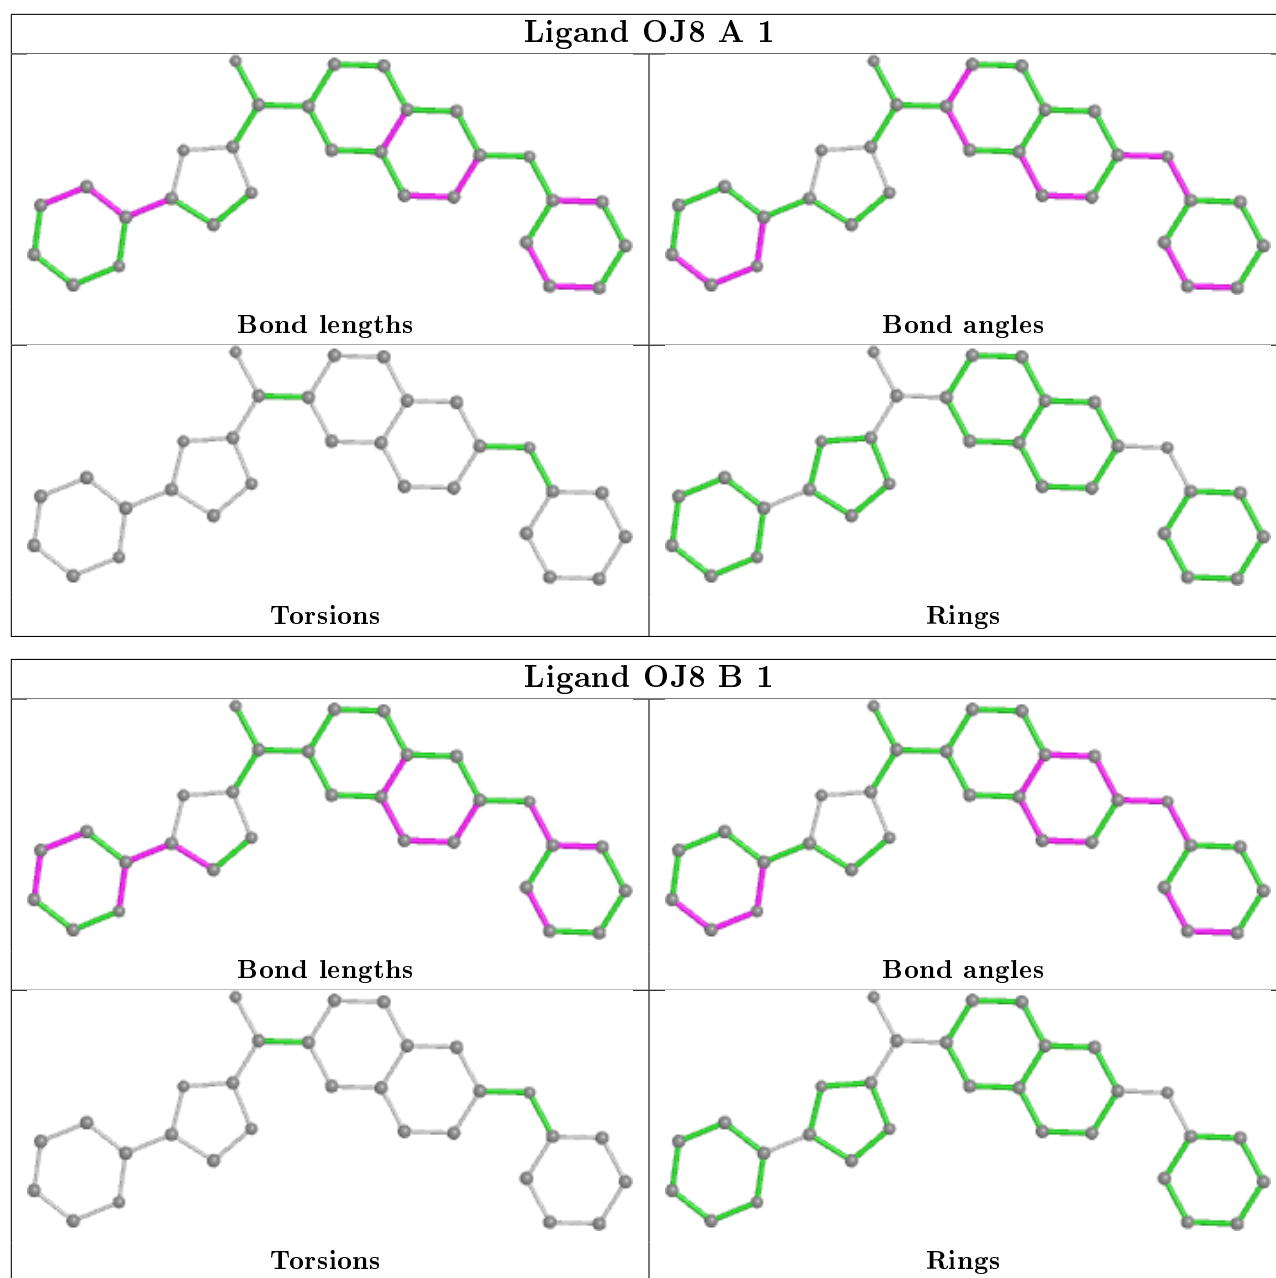 Ligand OJ8 A 1
Bond lengths
Bond angles
Torsions
Rings
Ligand OJ8 B 1
Bond lengths
Bond angles
Torsions
Rings